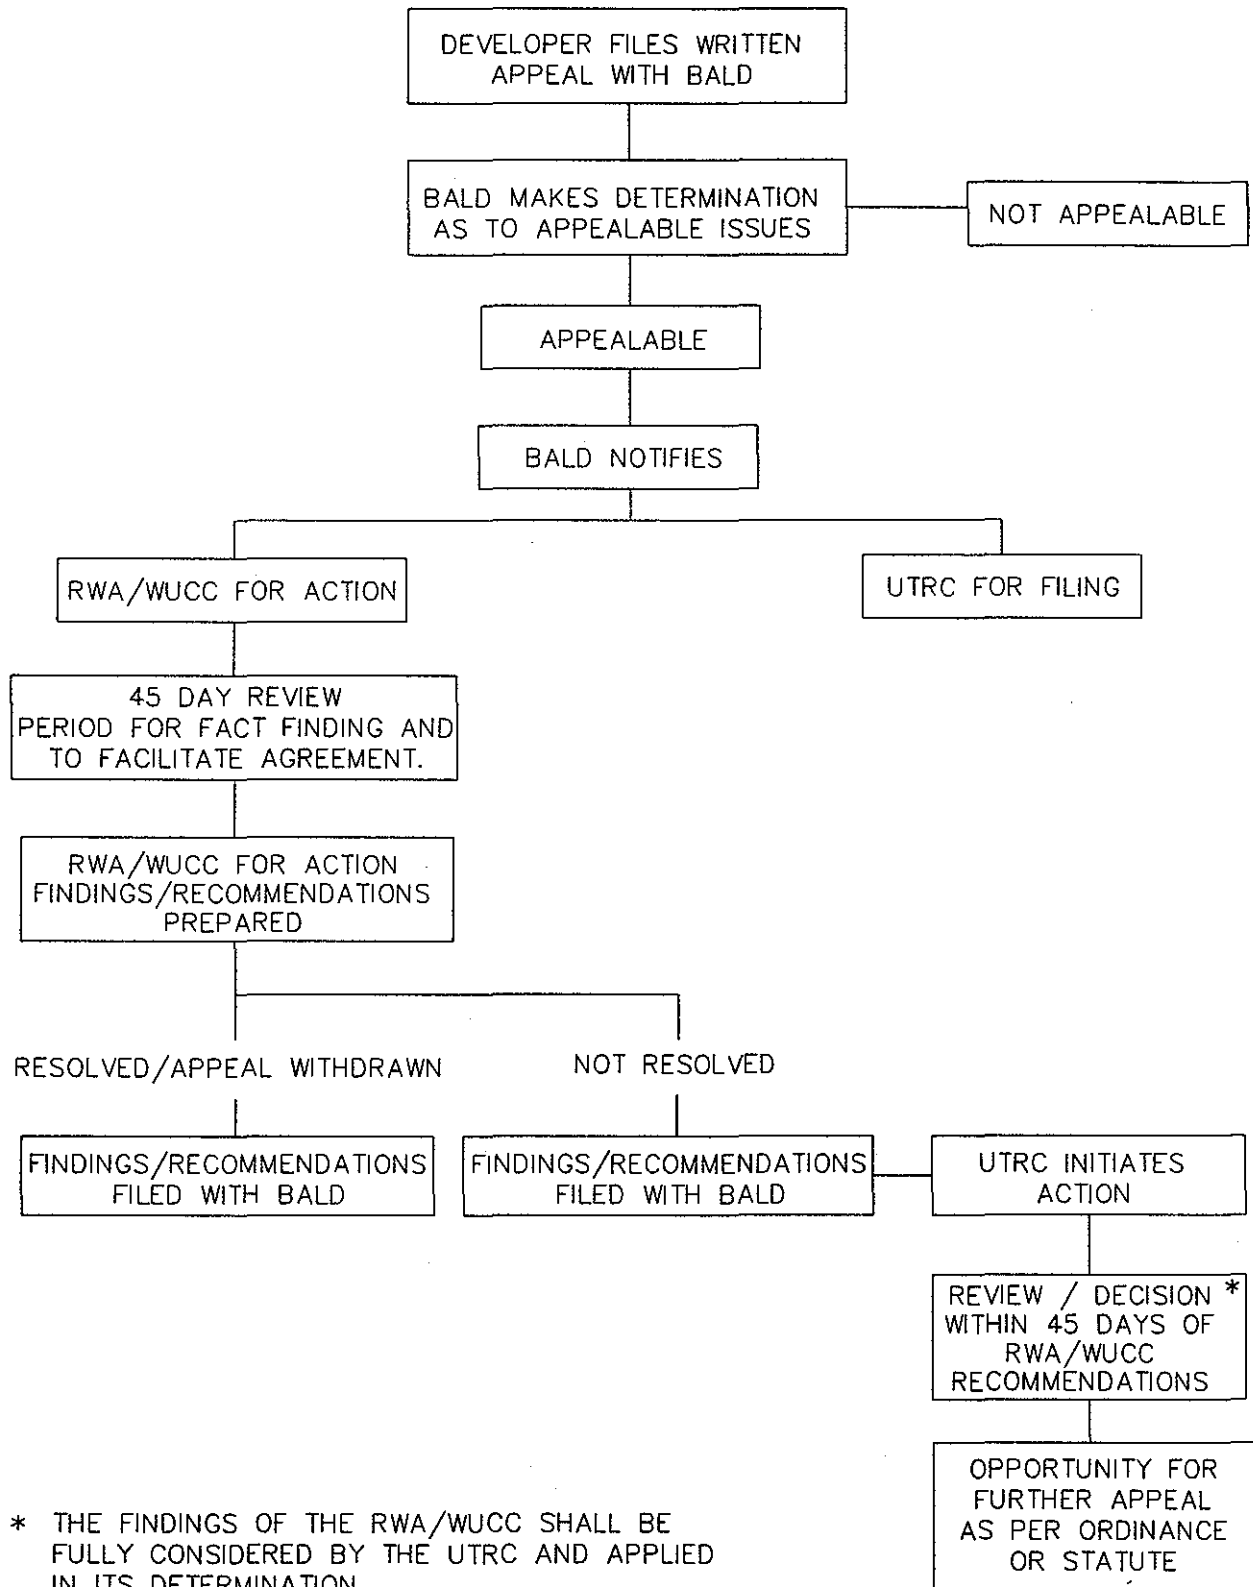 DEVELOPER FILES WRITTEN
APPEAL WITH BALD
BALD MAKES DETERMINATION
AS TO APPEALABLE ISSUES
NOT APPEALABLE
APPEALABLE
BALD NOTIFIES
RWA/WUCC FOR ACTION
UTRC FOR FILING
45 DAY REVIEW
PERIOD FOR FACT FINDING AND
TO FACILITATE AGREEMENT.
RWA/WUCC FOR ACTION
FINDINGS/RECOMMENDATIONS
PREPARED
RESOLVED/APPEAL WITHDRAWN
NOT RESOLVED
FINDINGS/RECOMMENDATIONS
FILED WITH BALD
FINDINGS/RECOMMENDATIONS
FILED WITH BALD
UTRC INITIATES
ACTION
REVIEW / DECISION *
WITHIN 45 DAYS OF
RWA/WUCC
RECOMMENDATIONS
OPPORTUNITY FOR
FURTHER APPEAL
AS PER ORDINANCE
OR STATUTE
* THE FINDINGS OF THE RWA/WUCC SHALL BE
FULLY CONSIDERED BY THE UTRC AND APPLIED
IN ITS DETERMINATION